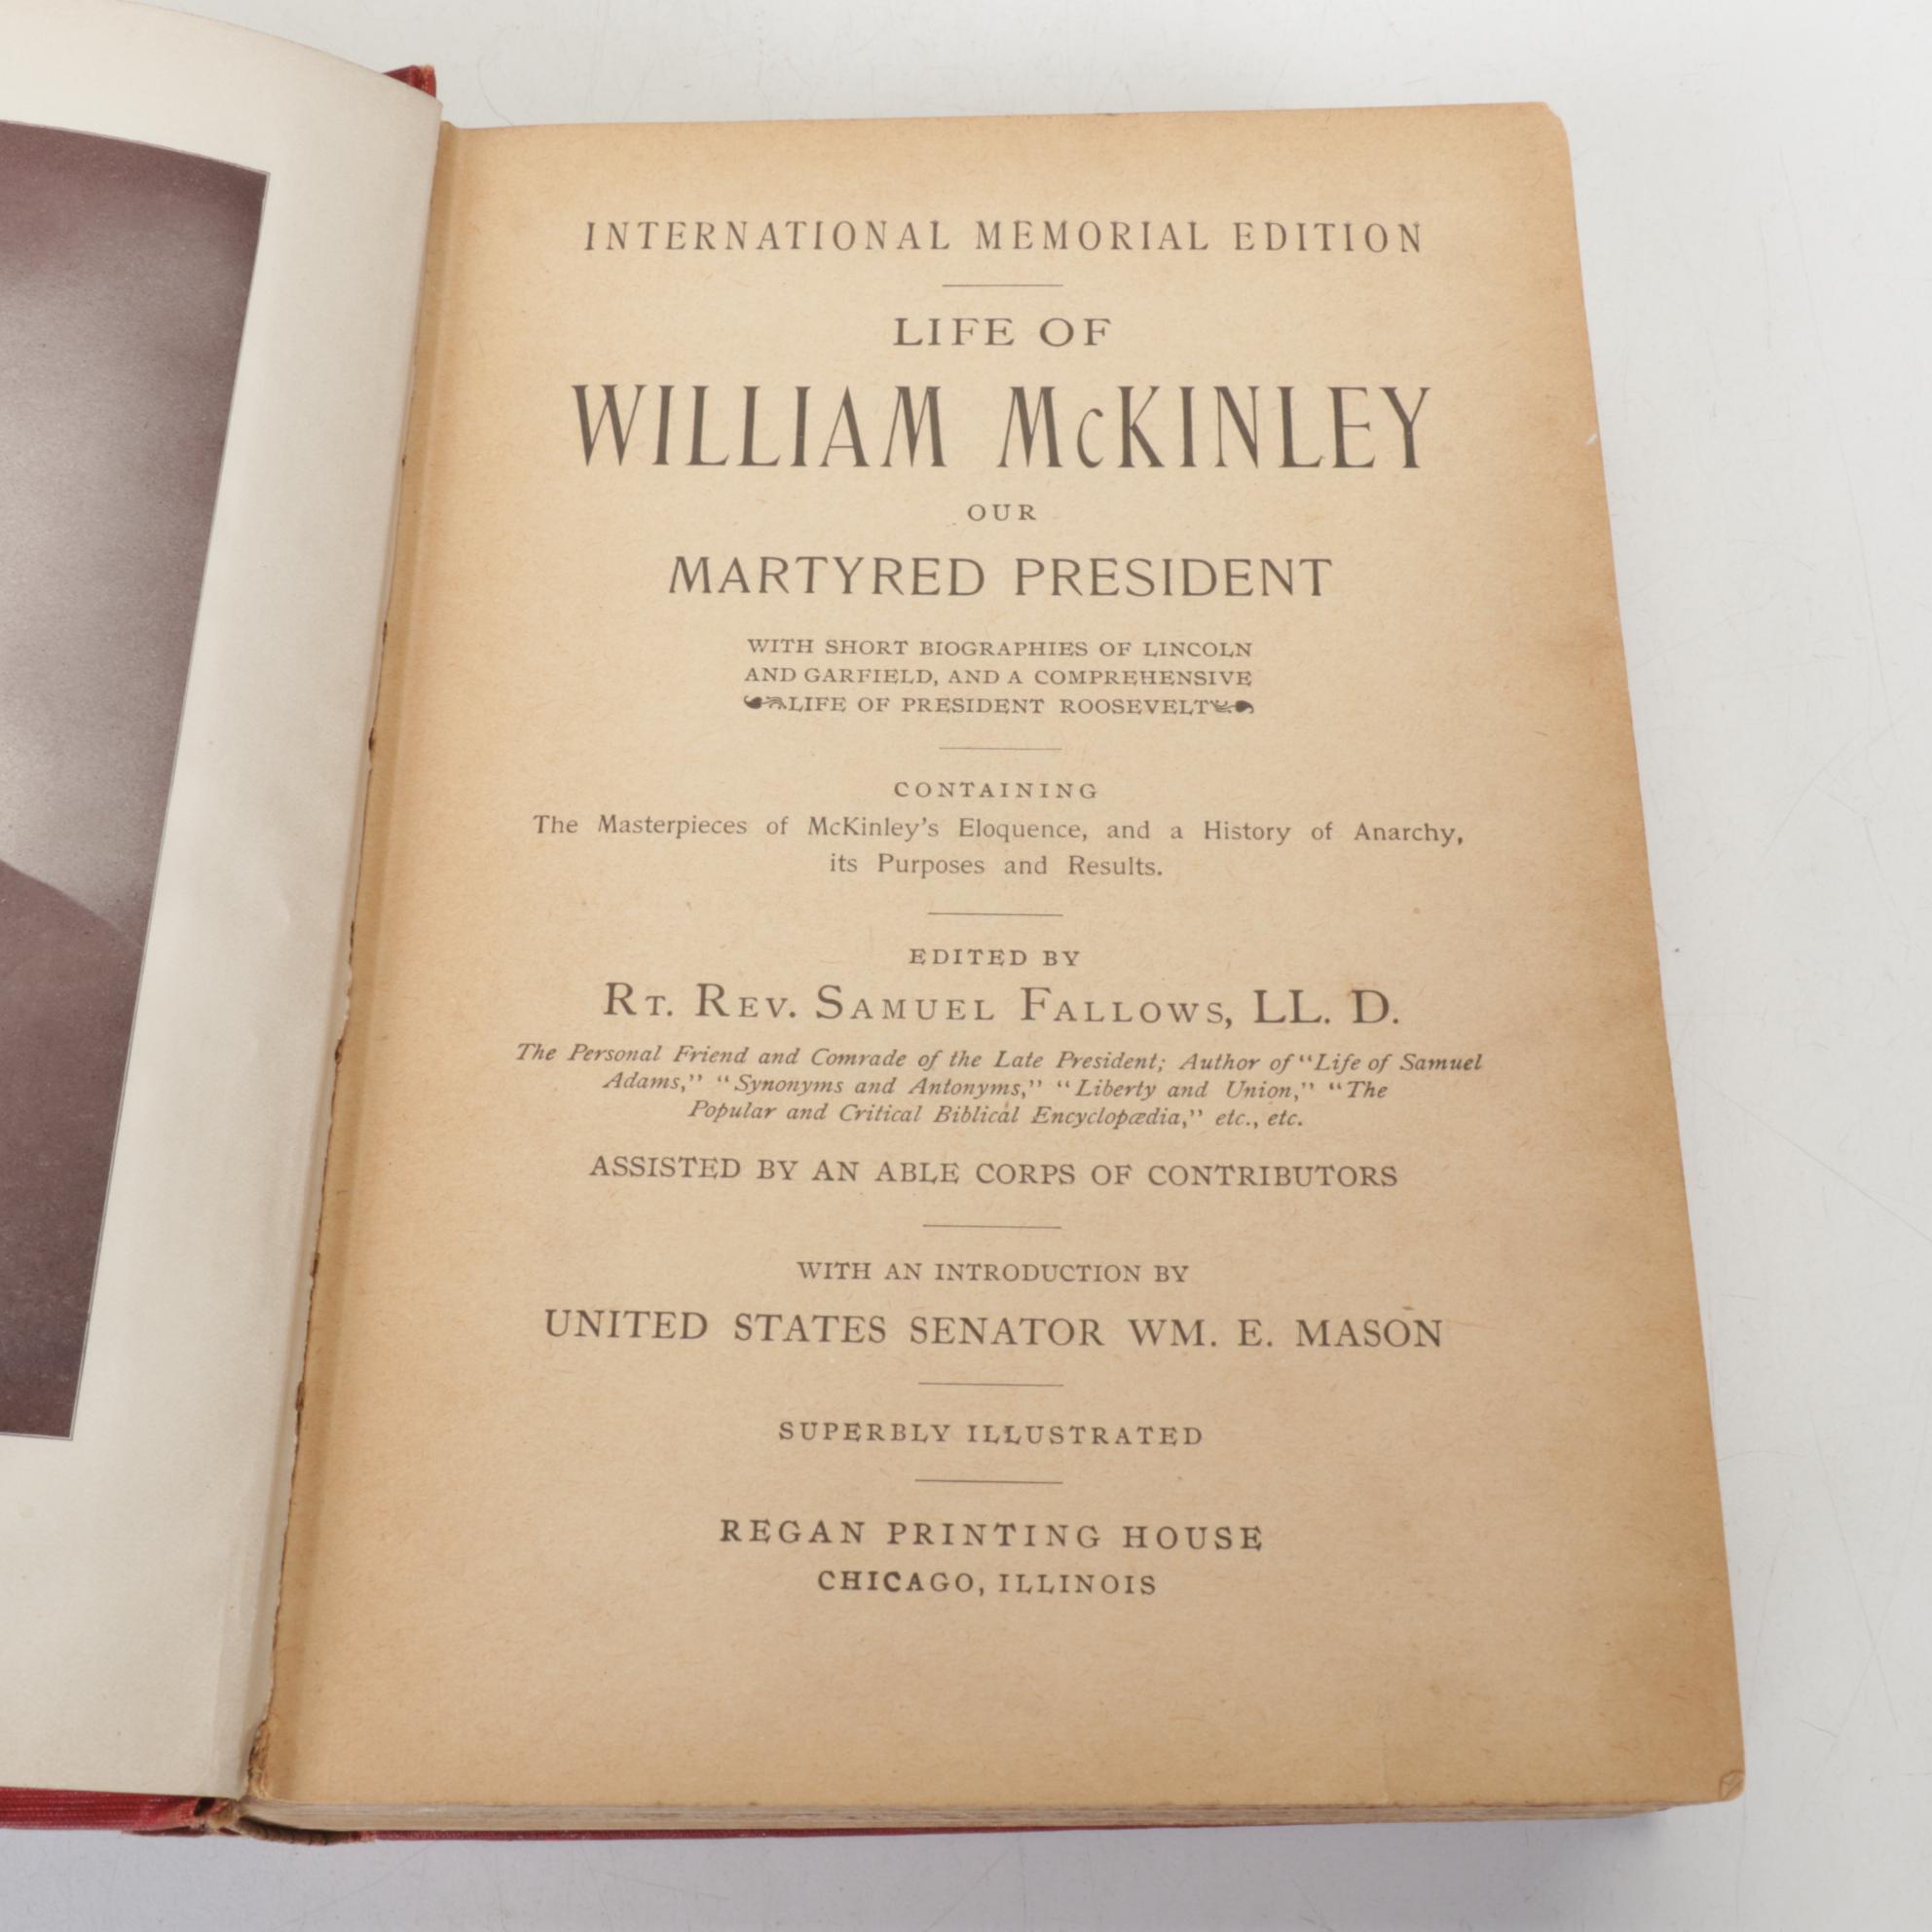 INTERNATIONAL MEMORIAL EDITION
LIFE OF
WILLIAM McKINLEY
OUR
MARTYRED PRESIDENT
WITH SHORT BIOGRAPHIES OF LINCOLN
AND GARFIELD, AND A COMPREHENSIVE
LIFE OF PRESIDENT ROOSEVELT
CONTAINING
The Masterpieces of McKinley's Eloquence, and a History of Anarchy,
its Purposes and Results.
EDITED BY
RT. REV. SAMUEL FALLOWS, LL. D.
The Personal Friend and Comrade of the Late President; Author of "Life of Samuel
Adams," "Synonyms and Antonyms," "Liberty and Union," "The
Popular and Critical Biblical Encyclopædia," etc., etc.
ASSISTED BY AN ABLE CORPS OF CONTRIBUTORS
WITH AN INTRODUCTION BY
UNITED STATES SENATOR WM. E. MASON
SUPERBLY ILLUSTRATED
REGAN PRINTING HOUSE
CHICAGO, ILLINOIS